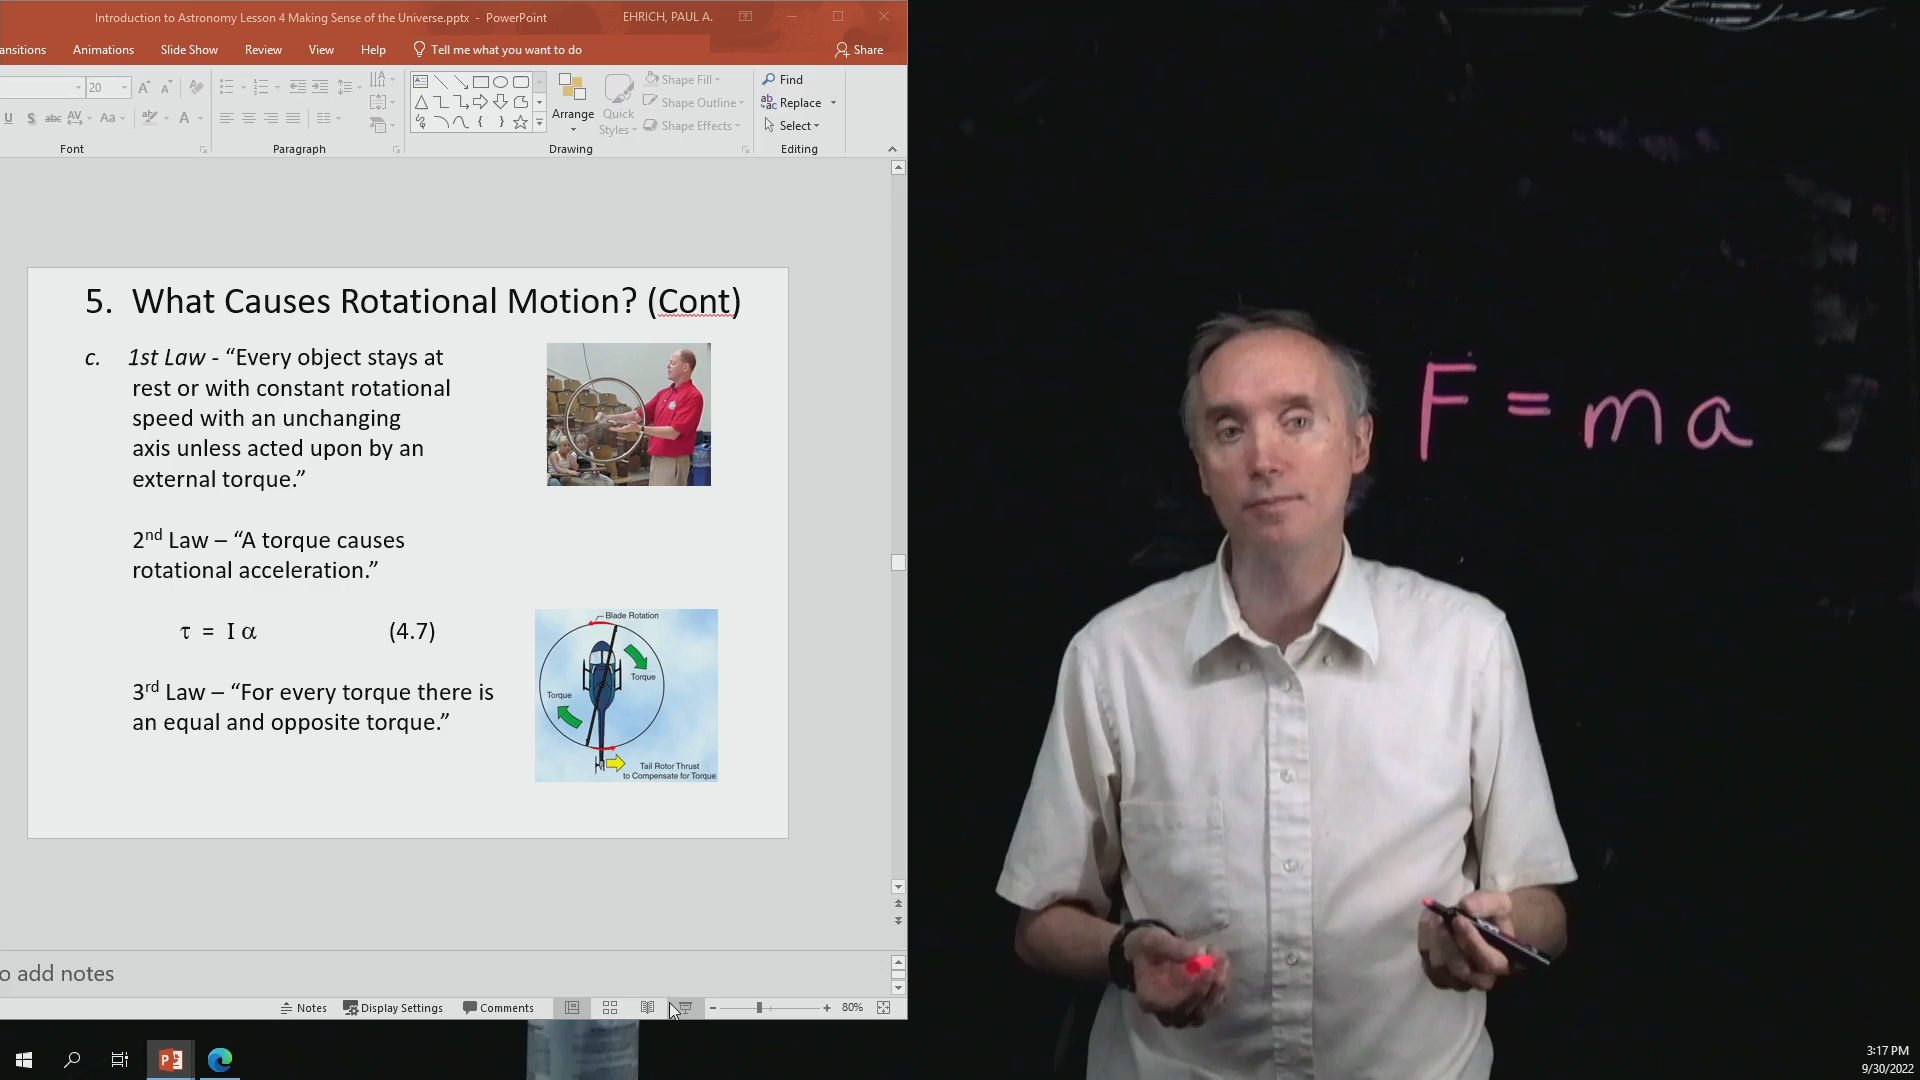 Introduction to Astronomy Lesson 4 Making Sense of the Universe.pptx - PowerPoint
EHRICH, PAUL A.
ansitions Animations Slide Show Review View Help Tell me what you want to do Share
20 Aa
U S abc AV Aa A
Font
Paragraph
Arrange
Quick Styles
Shape Fill
Shape Outline
Shape Effects
Drawing
Find
Replace
Select
Editing
5. What Causes Rotational Motion? (Cont)
c. 1st Law - “Every object stays at
rest or with constant rotational
speed with an unchanging
axis unless acted upon by an
external torque.”
2nd Law – “A torque causes
rotational acceleration.”
τ = I α (4.7)
3rd Law – “For every torque there is
an equal and opposite torque.”
Blade Rotation
Torque
Torque
Tail Rotor Thrust
to Compensate for Torque
o add notes
Notes Display Settings Comments 80%
F = ma
3:17 PM
9/30/2022